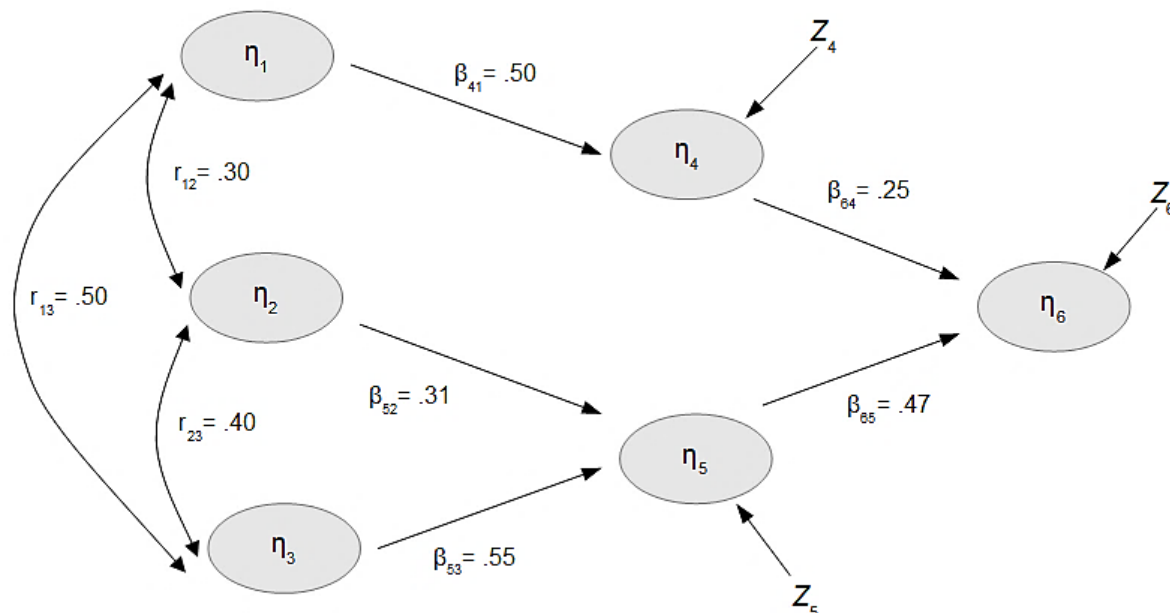 Z₄
η₁
β₄₁= .50
η₄
r₁₂= .30
β₆₄= .25
Z₆
r₁₃= .50
η₂
η₆
β₅₂= .31
β₆₅= .47
r₂₃= .40
η₅
η₃
β₅₃= .55
Z₅